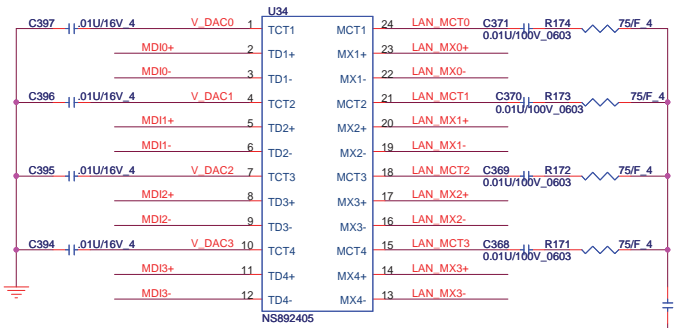 U34
C397 .01U/16V_4 V_DAC0 1 TCT1 MCT1 24 LAN_MCT0 C371 0.01U/100V_0603 R174 75/F_4
MDI0+ 2 TD1+ MX1+ 23 LAN_MX0+
MDI0- 3 TD1- MX1- 22 LAN_MX0-
C396 .01U/16V_4 V_DAC1 4 TCT2 MCT2 21 LAN_MCT1 C370 0.01U/100V_0603 R173 75/F_4
MDI1+ 5 TD2+ MX2+ 20 LAN_MX1+
MDI1- 6 TD2- MX2- 19 LAN_MX1-
C395 .01U/16V_4 V_DAC2 7 TCT3 MCT3 18 LAN_MCT2 C369 0.01U/100V_0603 R172 75/F_4
MDI2+ 8 TD3+ MX3+ 17 LAN_MX2+
MDI2- 9 TD3- MX3- 16 LAN_MX2-
C394 .01U/16V_4 V_DAC3 10 TCT4 MCT4 15 LAN_MCT3 C368 0.01U/100V_0603 R171 75/F_4
MDI3+ 11 TD4+ MX4+ 14 LAN_MX3+
MDI3- 12 TD4- MX4- 13 LAN_MX3-
NS892405